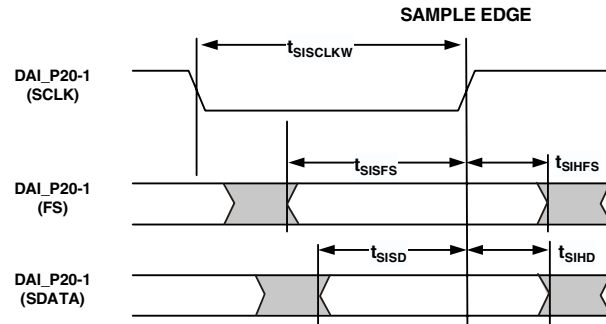 SAMPLE EDGE
tSISCLKW
DAI_P20-1
(SCLK)
tSISFS
tSIHFS
DAI_P20-1
(FS)
tSISD
tSIHD
DAI_P20-1
(SDATA)